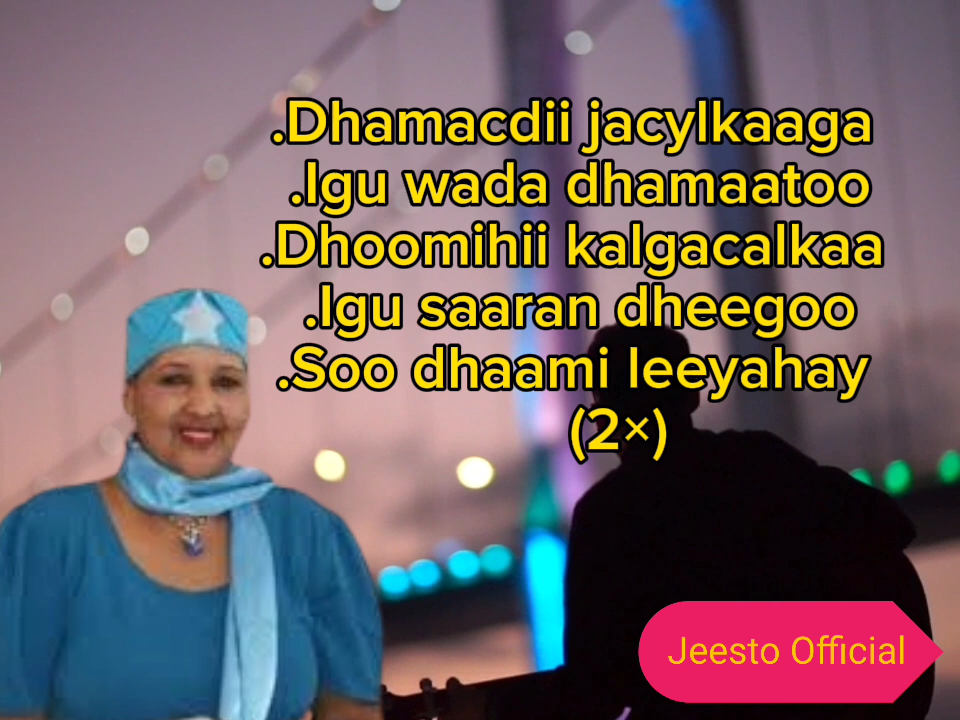 .Dhamacdii jacylkaaga
.Igu wada dhamaatoo
.Dhoomihii kalgacalkaa
.Igu saaran dheegoo
.Soo dhaami leeyahay
(2×)
Jeesto Official